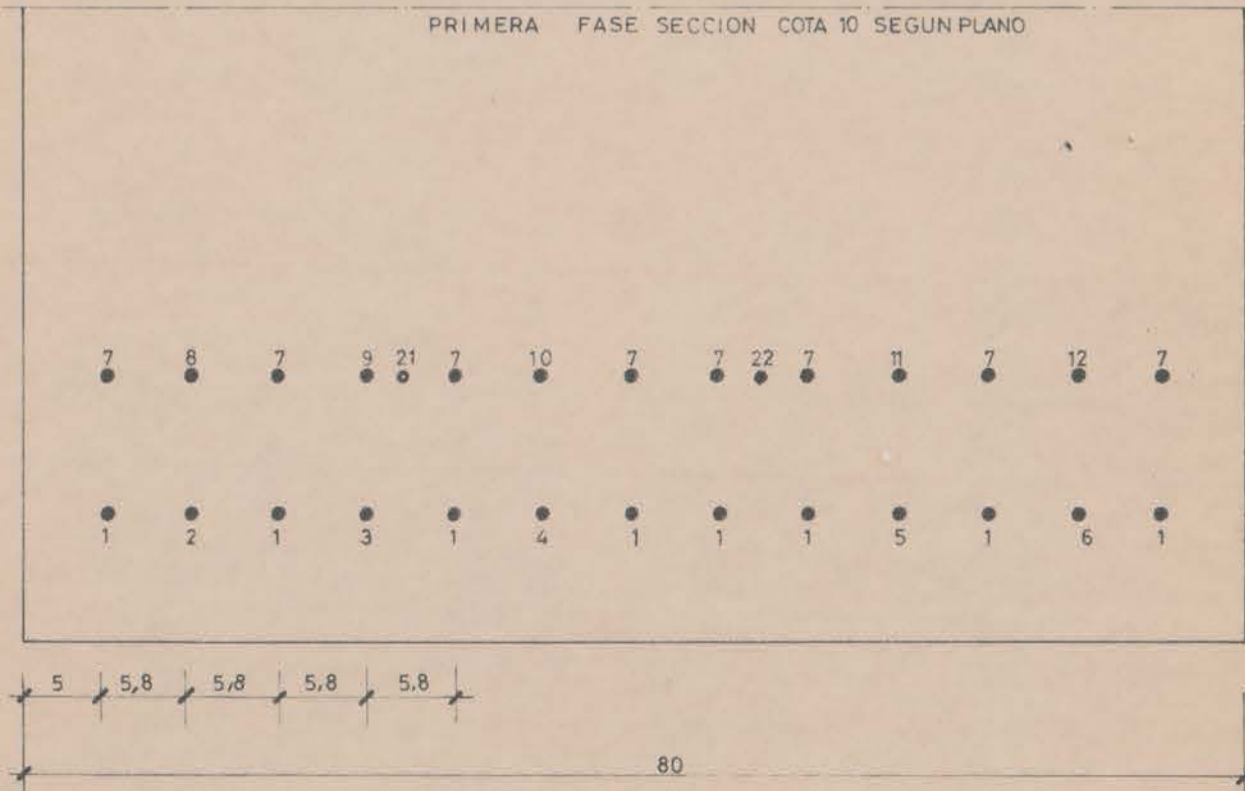 PRIMERA FASE SECCION COTA 10 SEGUN PLANO
7 8 7 9 21 7 10 7 7 22 7 11 7 12 7
1 2 1 3 1 4 1 1 1 5 1 6 1
5 5,8 5,8 5,8 5.8
80